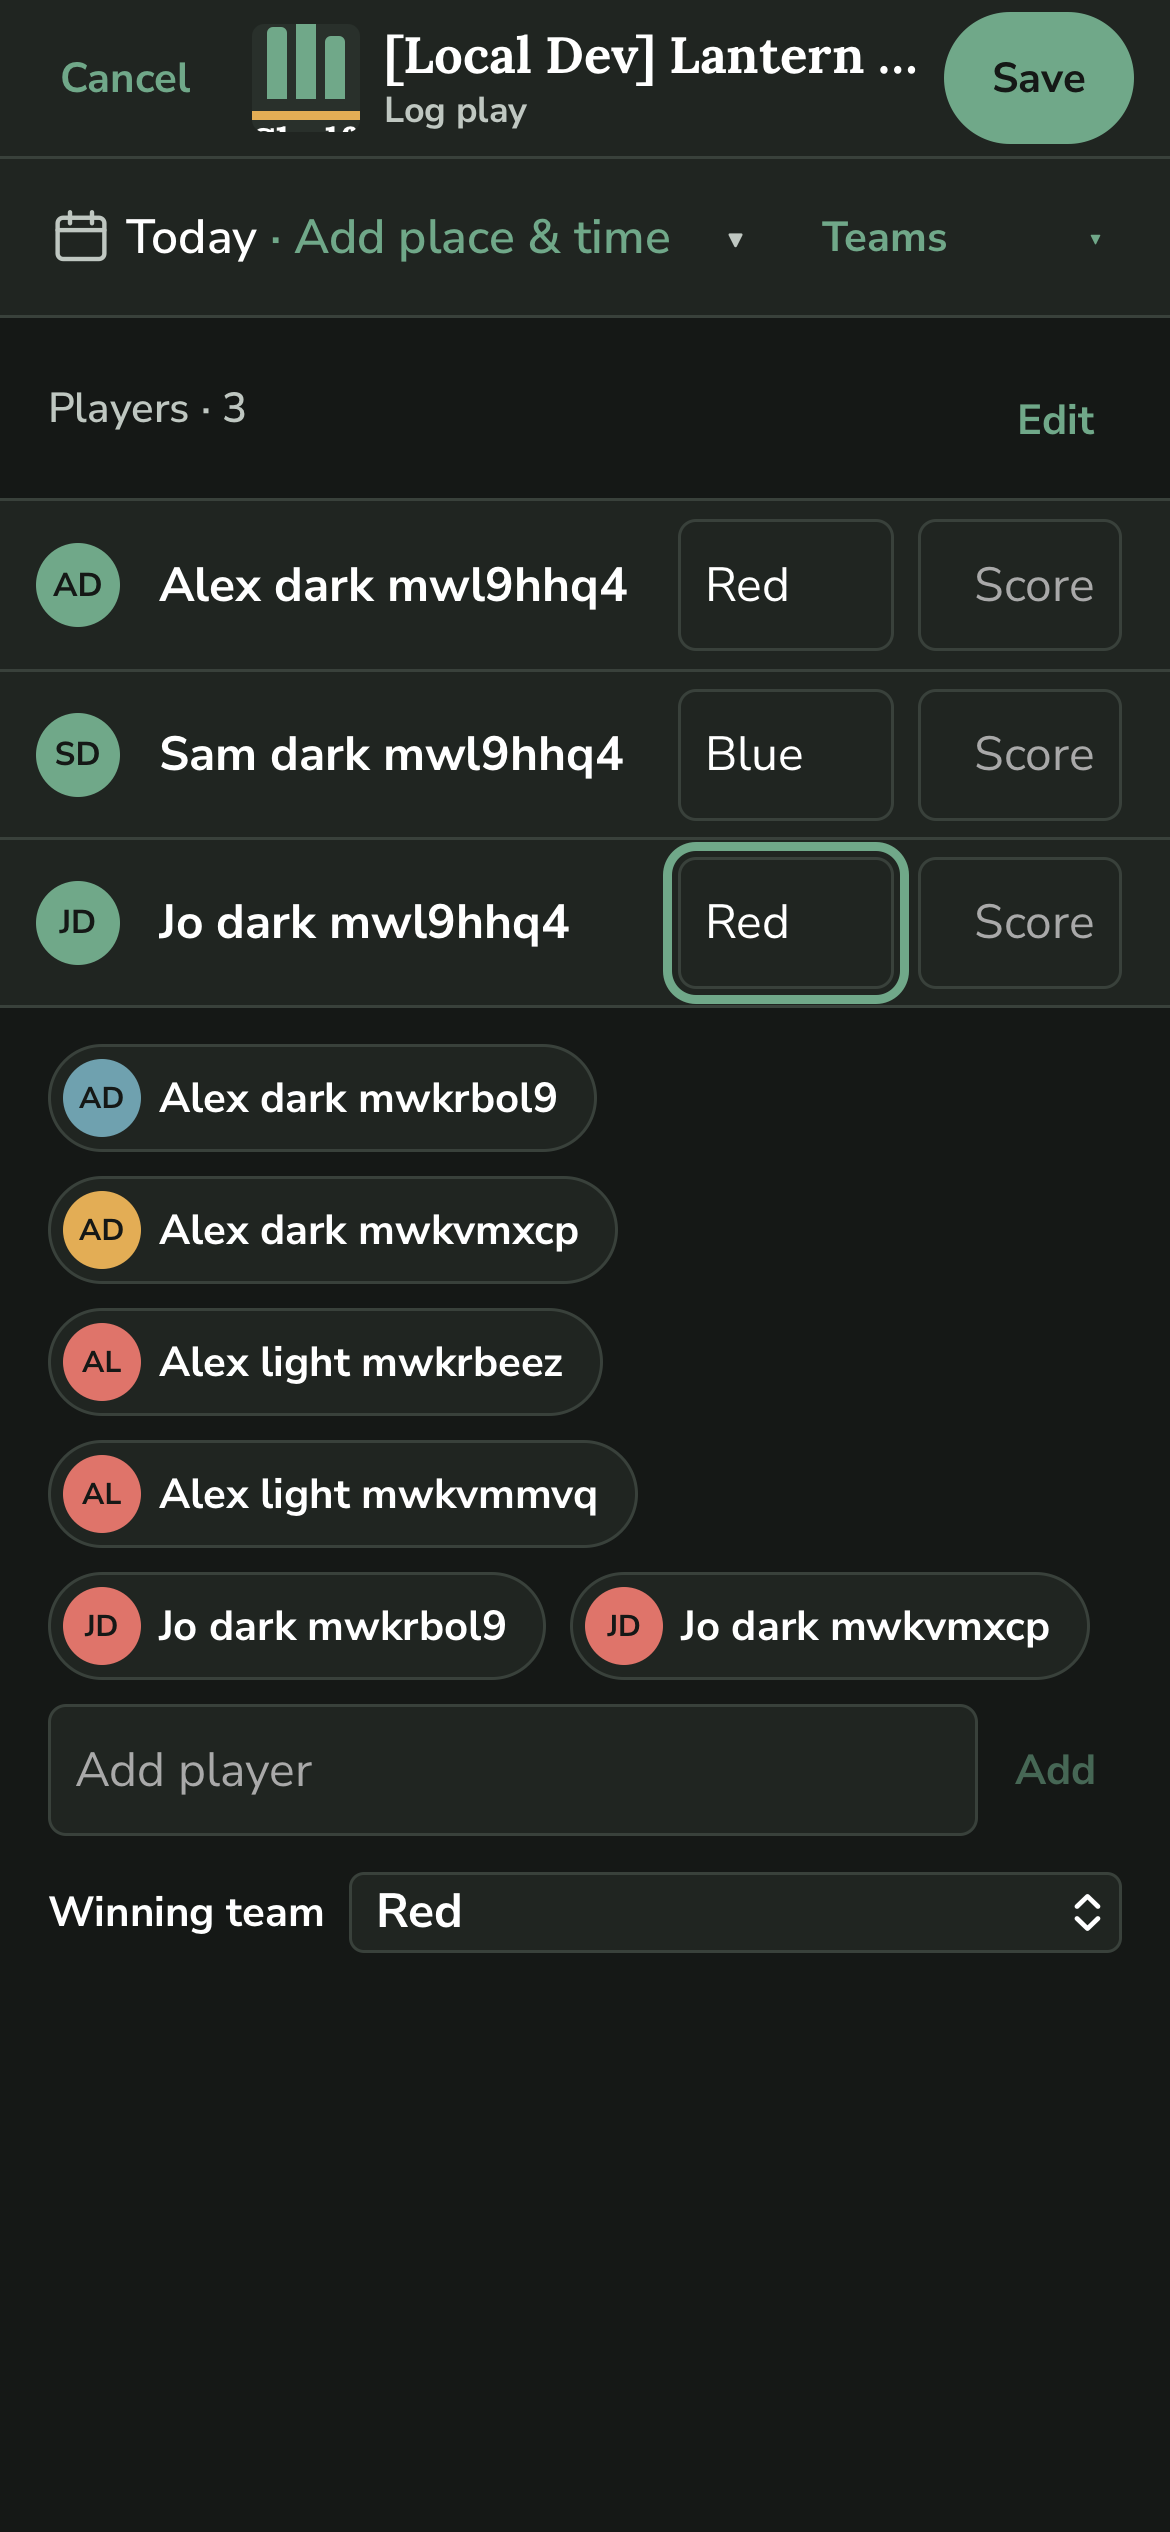 Cancel
[Local Dev] Lantern ...
Log play
Save
Today · Add place & time
Teams
Players · 3
Edit
AD Alex dark mwl9hhq4 Red Score
SD Sam dark mwl9hhq4 Blue Score
JD Jo dark mwl9hhq4 Red Score
AD Alex dark mwkrbol9
AD Alex dark mwkvmxcp
AL Alex light mwkrbeez
AL Alex light mwkvmmvq
JD Jo dark mwkrbol9
JD Jo dark mwkvmxcp
Add player
Add
Winning team Red